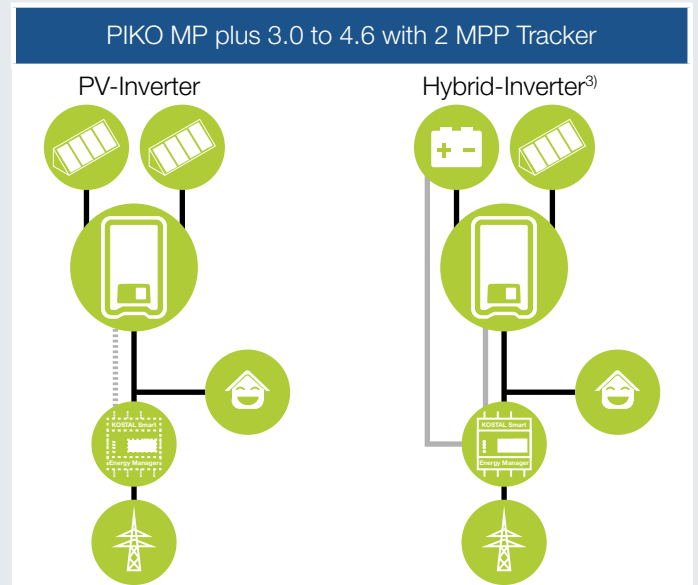 PIKO MP plus 3.0 to 4.6 with 2 MPP Tracker
PV-Inverter
Hybrid-Inverter³⁾
+ −
KOSTAL Smart
Energy Manager
KOSTAL Smart
Energy Manager